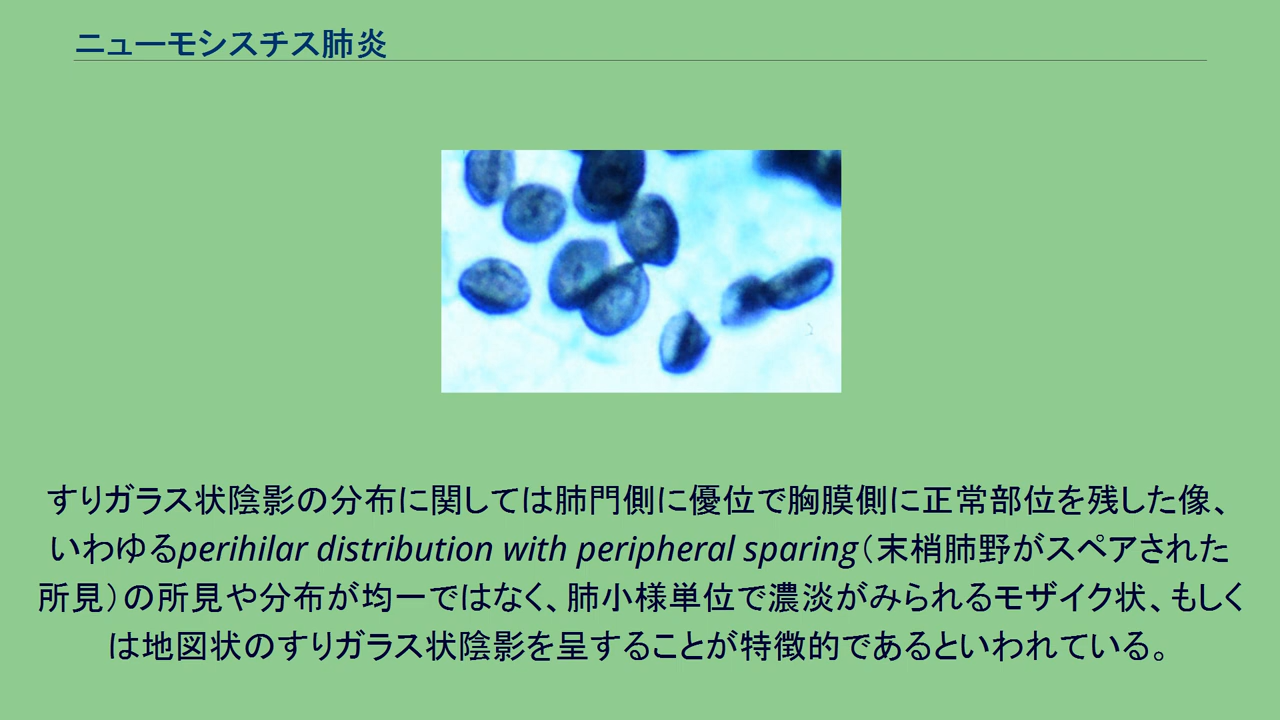 ニューモシスチス肺炎
すりガラス状陰影の分布に関しては肺門側に優位で胸膜側に正常部位を残した像、
いわゆるperihilar distribution with peripheral sparing（末梢肺野がスペアされた
所見）の所見や分布が均一ではなく、肺小様単位で濃淡がみられるモザイク状、もしく
は地図状のすりガラス状陰影を呈することが特徴的であるといわれている。